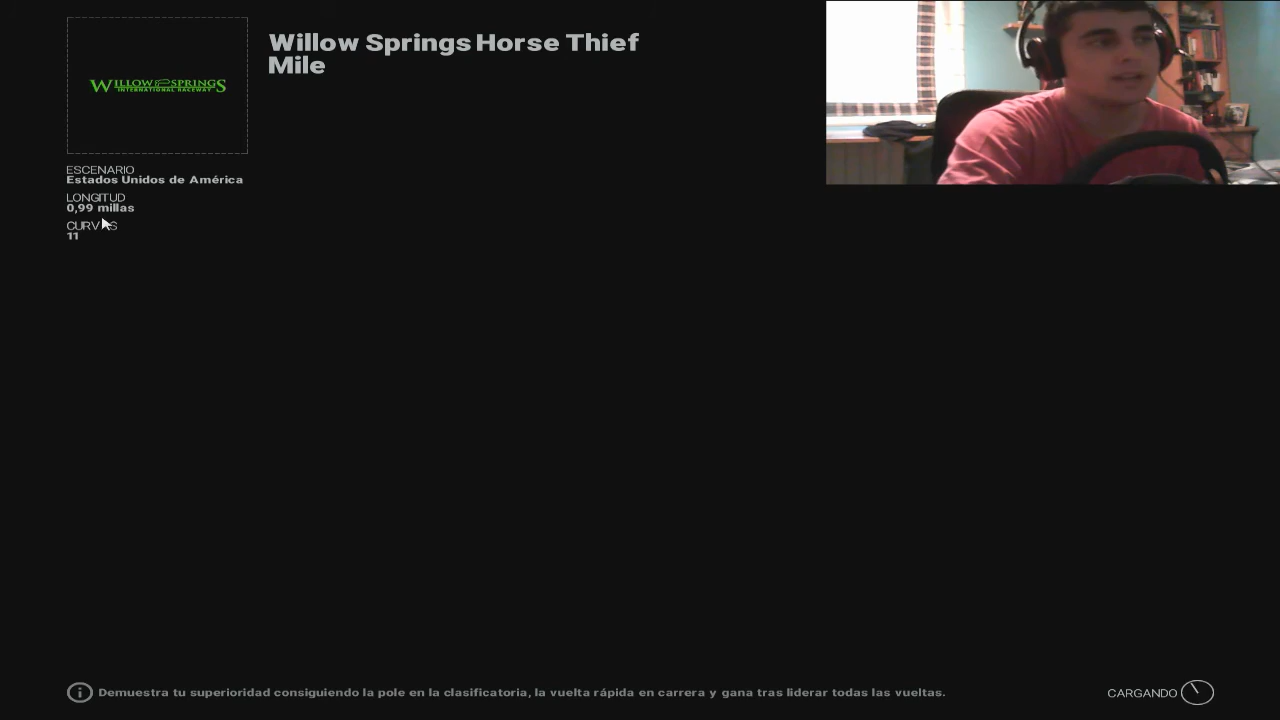 WILLOW SPRINGS
INTERNATIONAL RACEWAY
Willow Springs Horse Thief
Mile
ESCENARIO
Estados Unidos de América
LONGITUD
0,99 millas
CURVAS
11
Demuestra tu superioridad consiguiendo la pole en la clasificatoria, la vuelta rápida en carrera y gana tras liderar todas las vueltas.
CARGANDO